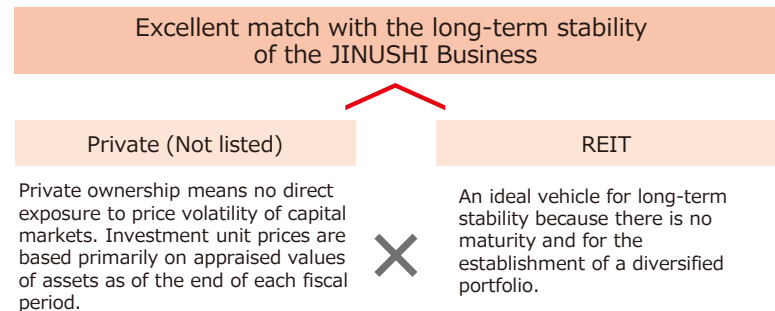 Excellent match with the long-term stability
of the JINUSHI Business
Private (Not listed)
Private ownership means no direct
exposure to price volatility of capital
markets. Investment unit prices are
based primarily on appraised values
of assets as of the end of each fiscal
period.
REIT
An ideal vehicle for long-term
stability because there is no
maturity and for the
establishment of a diversified
portfolio.